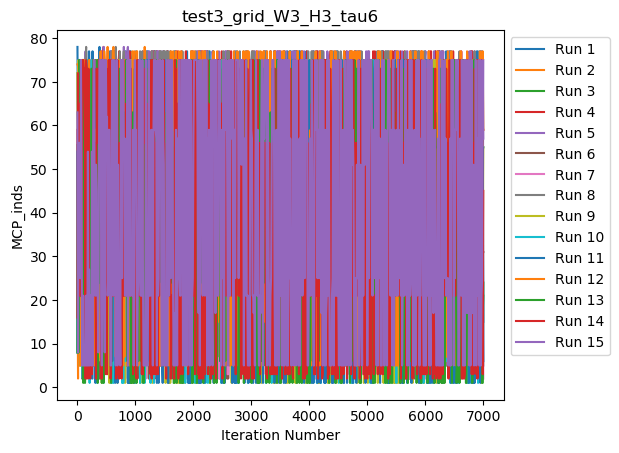 test3_grid_W3_H3_tau6
80
70
60
50
40
30
20
10
0
MCP_inds
0 1000 2000 3000 4000 5000 6000 7000
Iteration Number
Run 1
Run 2
Run 3
Run 4
Run 5
Run 6
Run 7
Run 8
Run 9
Run 10
Run 11
Run 12
Run 13
Run 14
Run 15